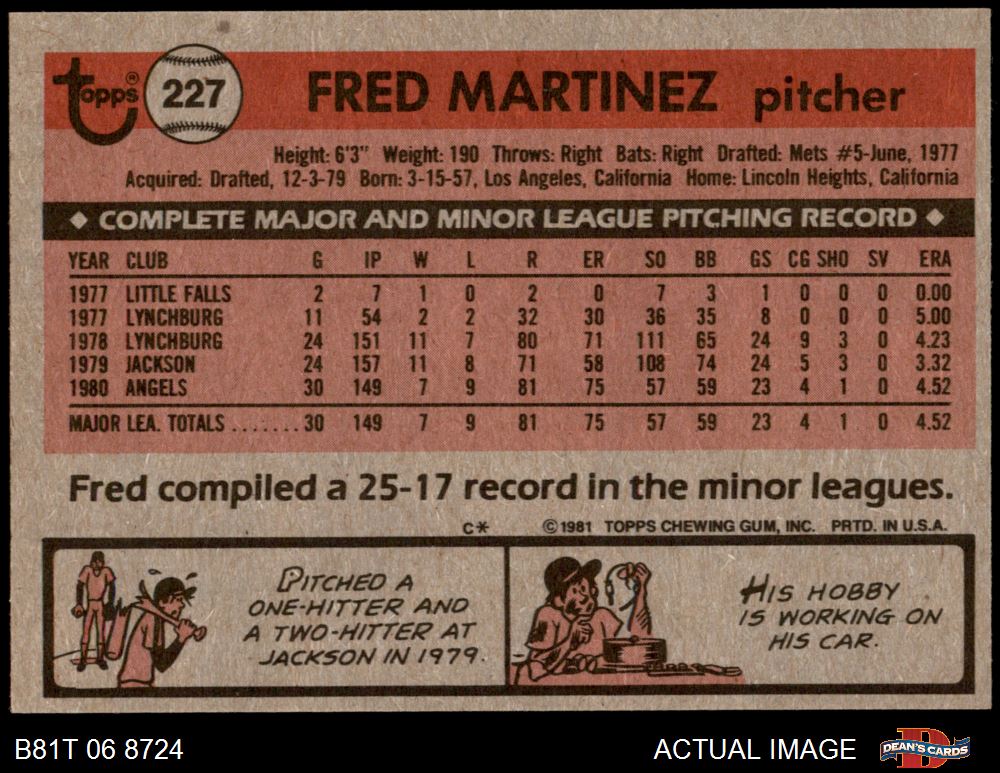 Topps® 227 FRED MARTINEZ pitcher
Height: 6'3" Weight: 190 Throws: Right Bats: Right Drafted: Mets #5-June, 1977
Acquired: Drafted, 12-3-79 Born: 3-15-57, Los Angeles, California Home: Lincoln Heights, California
◆ COMPLETE MAJOR AND MINOR LEAGUE PITCHING RECORD ◆
YEAR CLUB G IP W L R ER SO BB GS CG SHO SV ERA
1977 LITTLE FALLS 2 7 1 0 2 0 7 3 1 0 0 0 0.00
1977 LYNCHBURG 11 54 2 2 32 30 36 35 8 0 0 0 5.00
1978 LYNCHBURG 24 151 11 7 80 71 111 65 24 9 3 0 4.23
1979 JACKSON 24 157 11 8 71 58 108 74 24 5 3 0 3.32
1980 ANGELS 30 149 7 9 81 75 57 59 23 4 1 0 4.52
MAJOR LEA. TOTALS .......30 149 7 9 81 75 57 59 23 4 1 0 4.52
Fred compiled a 25-17 record in the minor leagues.
C* ©1981 TOPPS CHEWING GUM, INC. PRTD. IN U.S.A.
PITCHED A
ONE-HITTER AND
A TWO-HITTER AT
JACKSON IN 1979.
HIS HOBBY
IS WORKING ON
HIS CAR.
B81T 06 8724 ACTUAL IMAGE DEAN'S CARDS